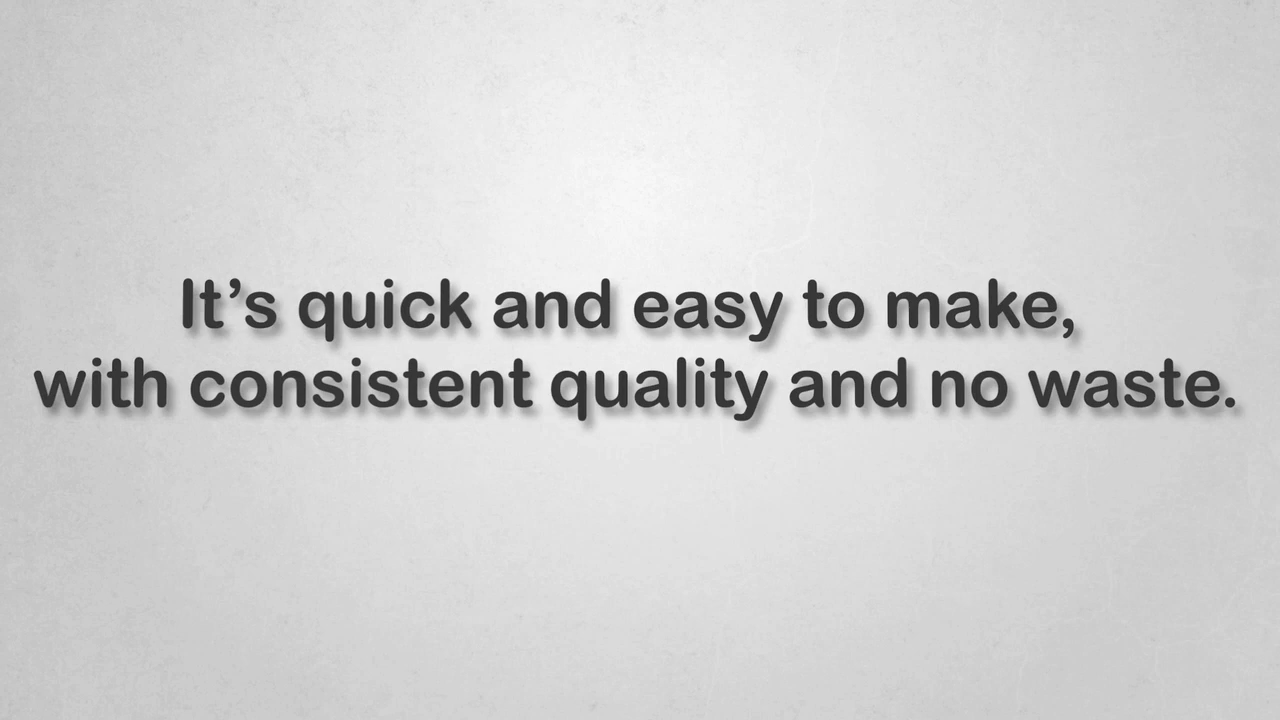 It’s quick and easy to make,
with consistent quality and no waste.